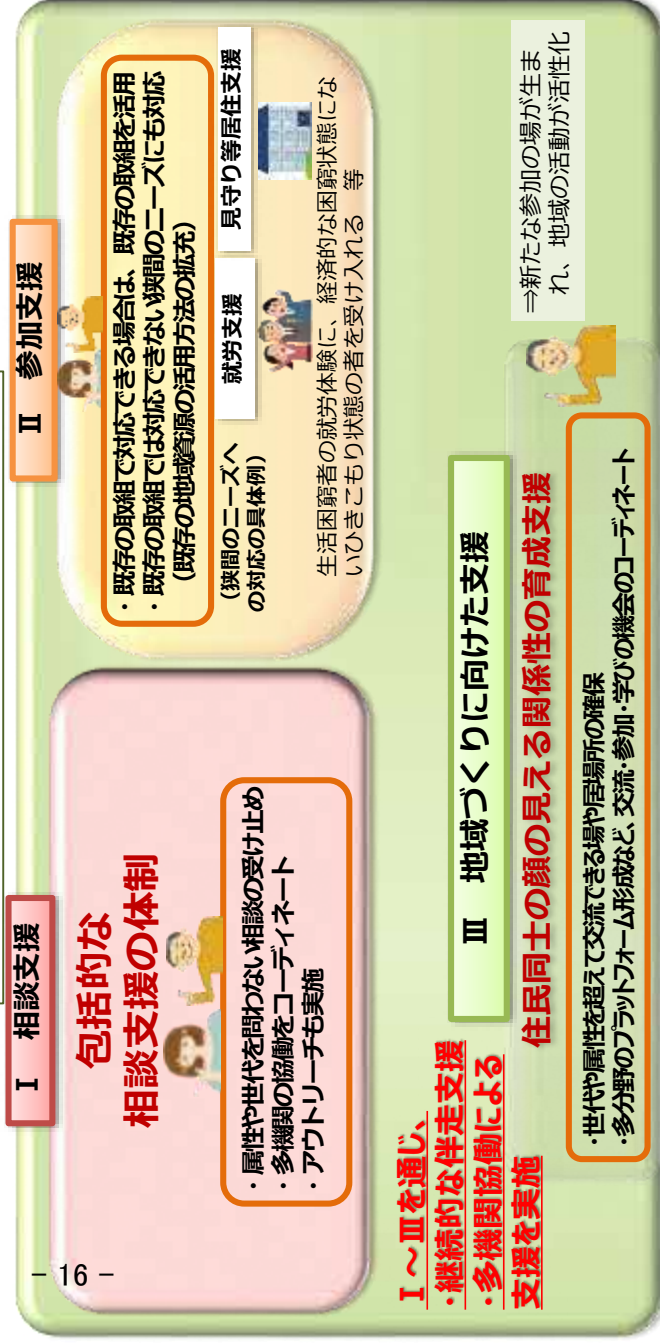 Ⅰ 相談支援
包括的な
相談支援の体制
・属性や世代を問わない相談の受け止め
・多機関の協働をコーディネート
・アウトリーチも実施
Ⅱ 参加支援
・既存の取組で対応できる場合は、既存の取組を活用
・既存の取組では対応できない狭間のニーズにも対応
(既存の地域資源の活用方法の拡充)
(狭間のニーズへ
の対応の具体例)
就労支援
見守り等居住支援
生活困窮者の就労体験に、経済的な困窮状態にな
いひきこもり状態の者を受け入れる 等
Ⅰ~Ⅲを通じ、
・継続的な伴走支援
・多機関協働による
支援を実施
Ⅲ 地域づくりに向けた支援
住民同士の顔の見える関係性の育成支援
・世代や属性を超えて交流できる場や居場所の確保
・多分野のプラットフォーム形成など、交流・参加・学びの機会のコーディネート
⇒新たな参加の場が生ま
れ、地域の活動が活性化
- 16 -